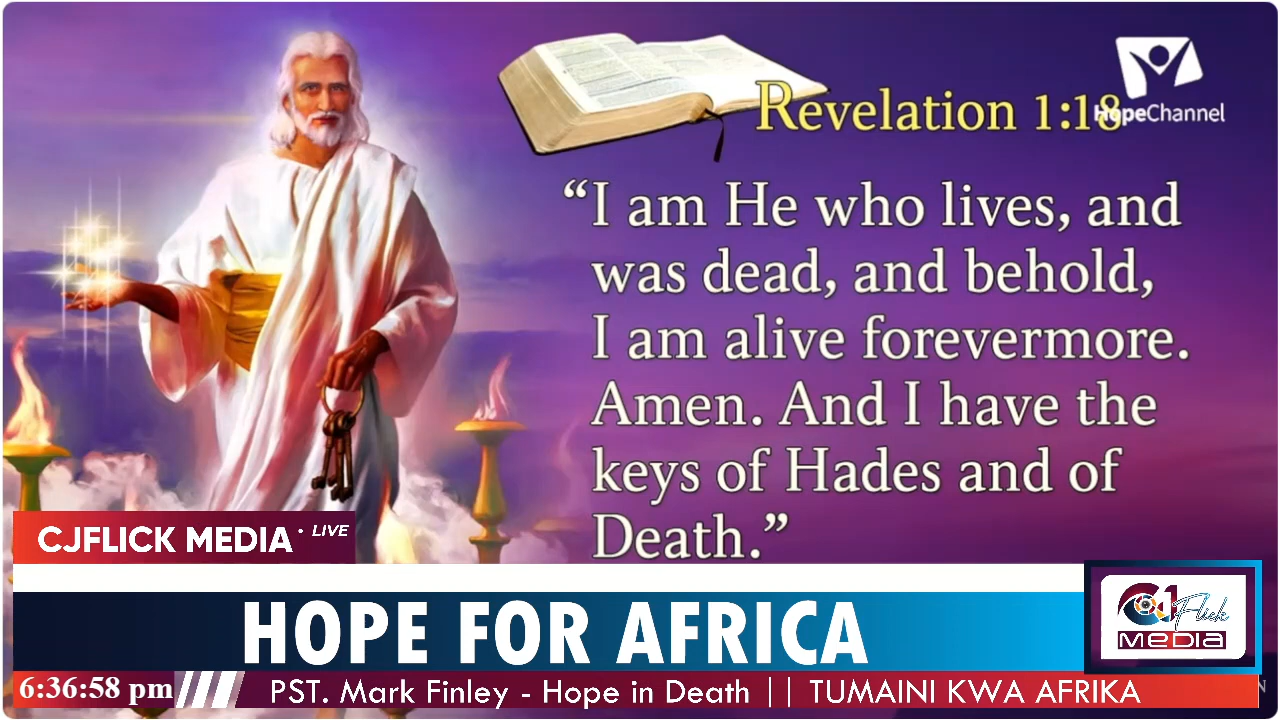 Revelation 1:18
HopeChannel
“I am He who lives, and
was dead, and behold,
I am alive forevermore.
Amen. And I have the
keys of Hades and of
Death.”
CJFLICK MEDIA • LIVE
HOPE FOR AFRICA
Flick
MEDIA
6:36:58 pm
PST. Mark Finley - Hope in Death || TUMAINI KWA AFRIKA
N